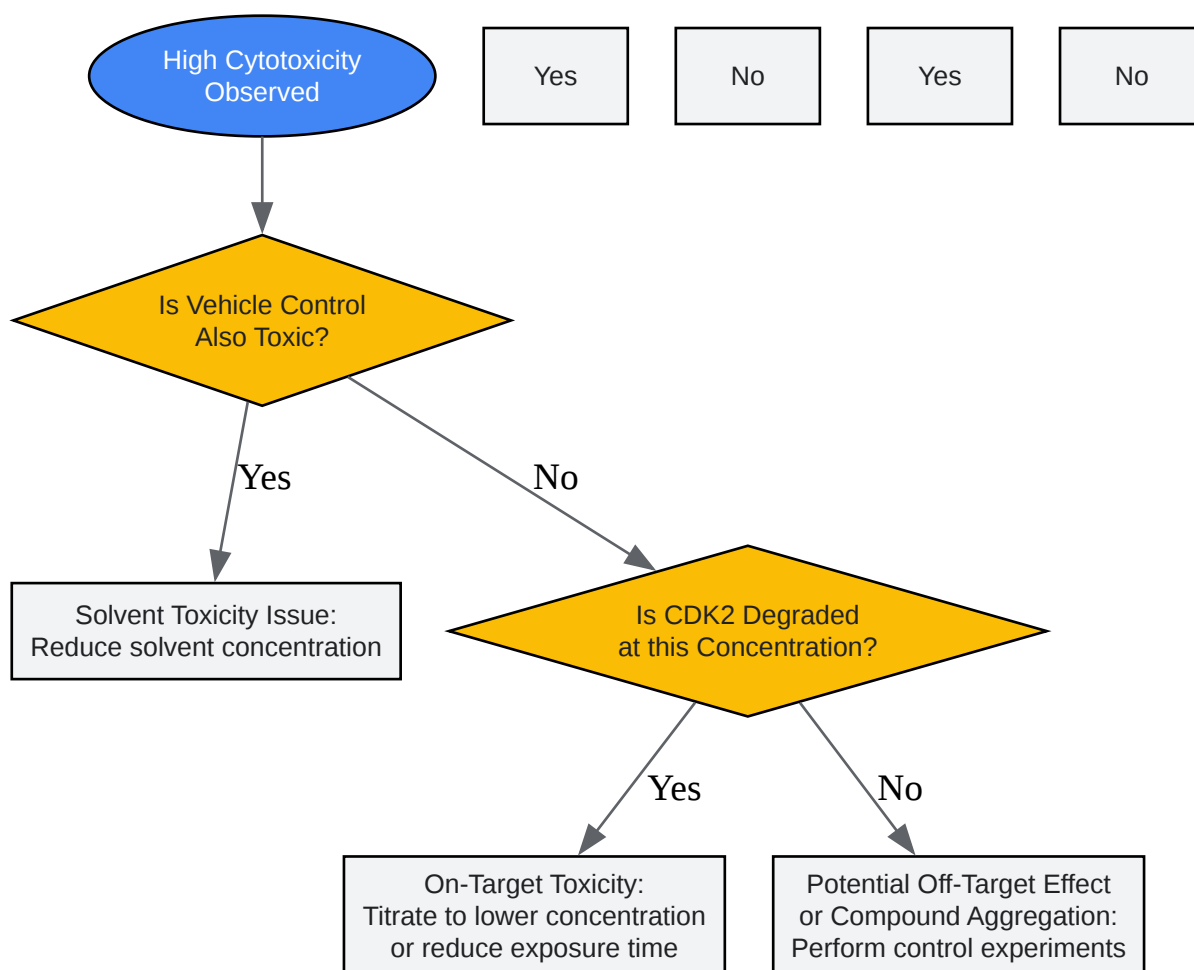 High Cytotoxicity
Observed
Yes
No
Yes
No
Is Vehicle Control
Also Toxic?
Yes
No
Solvent Toxicity Issue:
Reduce solvent concentration
Is CDK2 Degraded
at this Concentration?
Yes
No
On-Target Toxicity:
Titrate to lower concentration
or reduce exposure time
Potential Off-Target Effect
or Compound Aggregation:
Perform control experiments